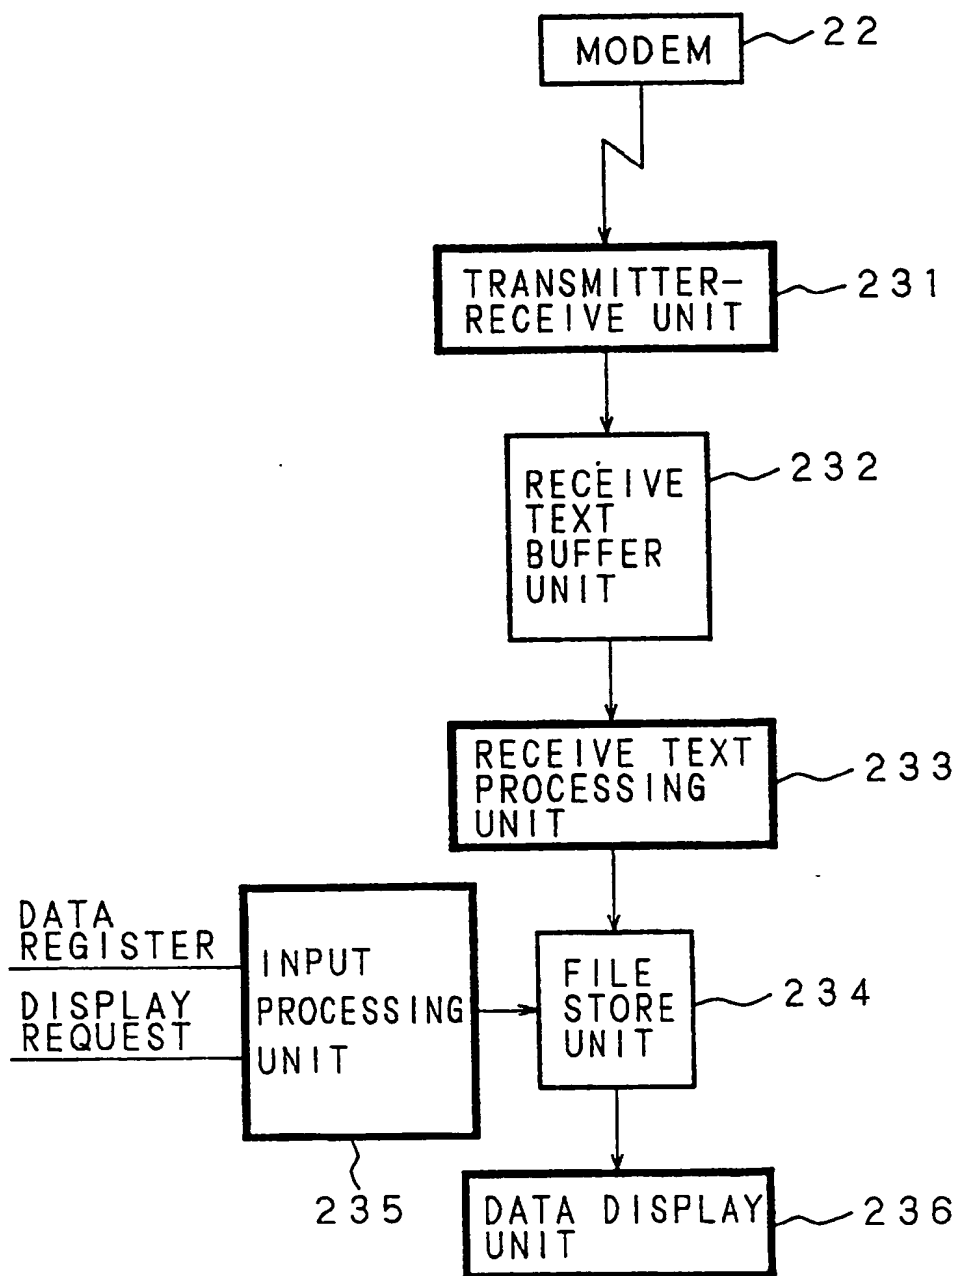 MODEM
22
TRANSMITTER-
RECEIVE UNIT
231
RECEIVE
TEXT
BUFFER
UNIT
232
RECEIVE TEXT
PROCESSING
UNIT
233
DATA
REGISTER
DISPLAY
REQUEST
INPUT
PROCESSING
UNIT
235
FILE
STORE
UNIT
234
DATA DISPLAY
UNIT
236